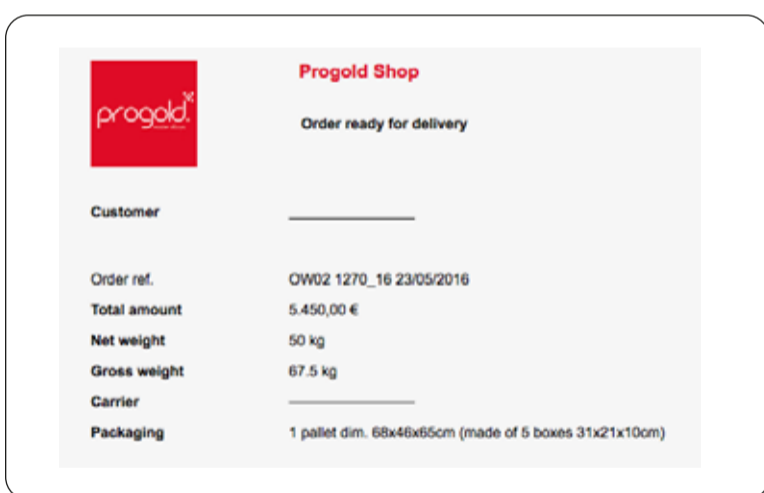 progold.
Progold Shop
Order ready for delivery
Customer
Order ref. OW02 1270_16 23/05/2016
Total amount 5.450,00 €
Net weight 50 kg
Gross weight 67.5 kg
Carrier
Packaging 1 pallet dim. 68x46x65cm (made of 5 boxes 31x21x10cm)